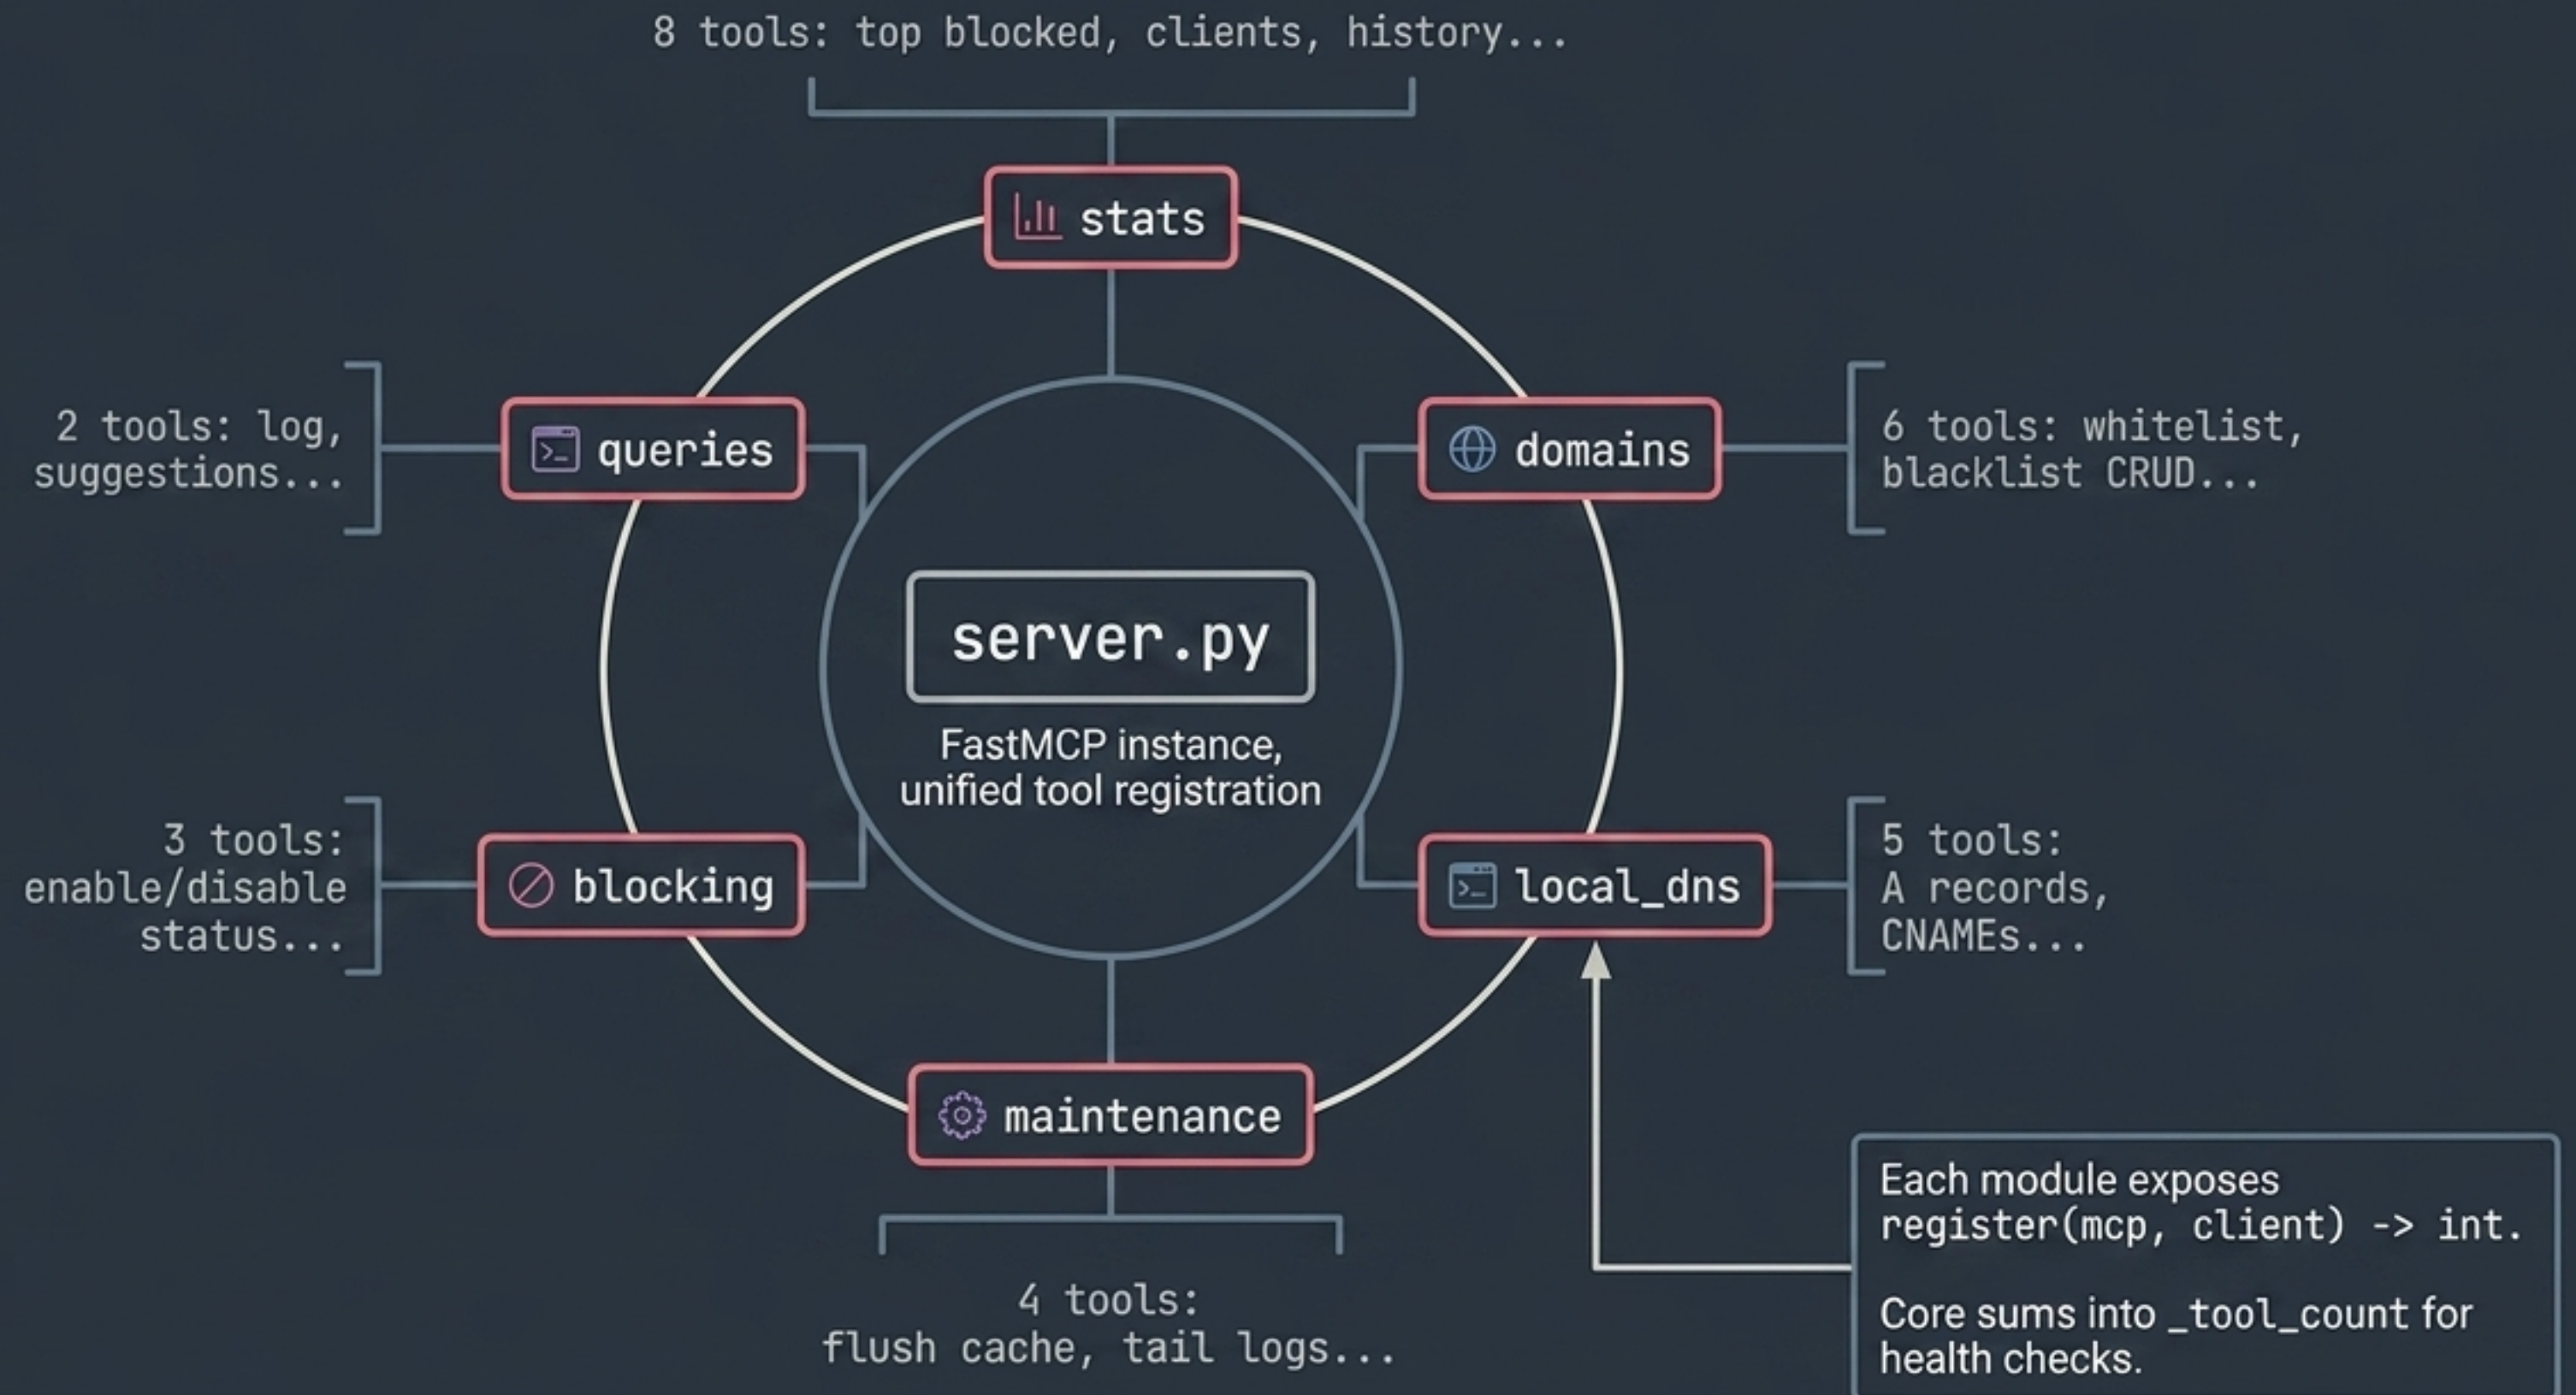 8 tools: top blocked, clients, history...
stats
2 tools: log,
suggestions...
queries
domains
6 tools: whitelist,
blacklist CRUD...
server.py
FastMCP instance,
unified tool registration
3 tools:
enable/disable
status...
blocking
local_dns
5 tools:
A records,
CNAMEs...
maintenance
4 tools:
flush cache, tail logs...
Each module exposes
register(mcp, client) -> int.
Core sums into _tool_count for
health checks.